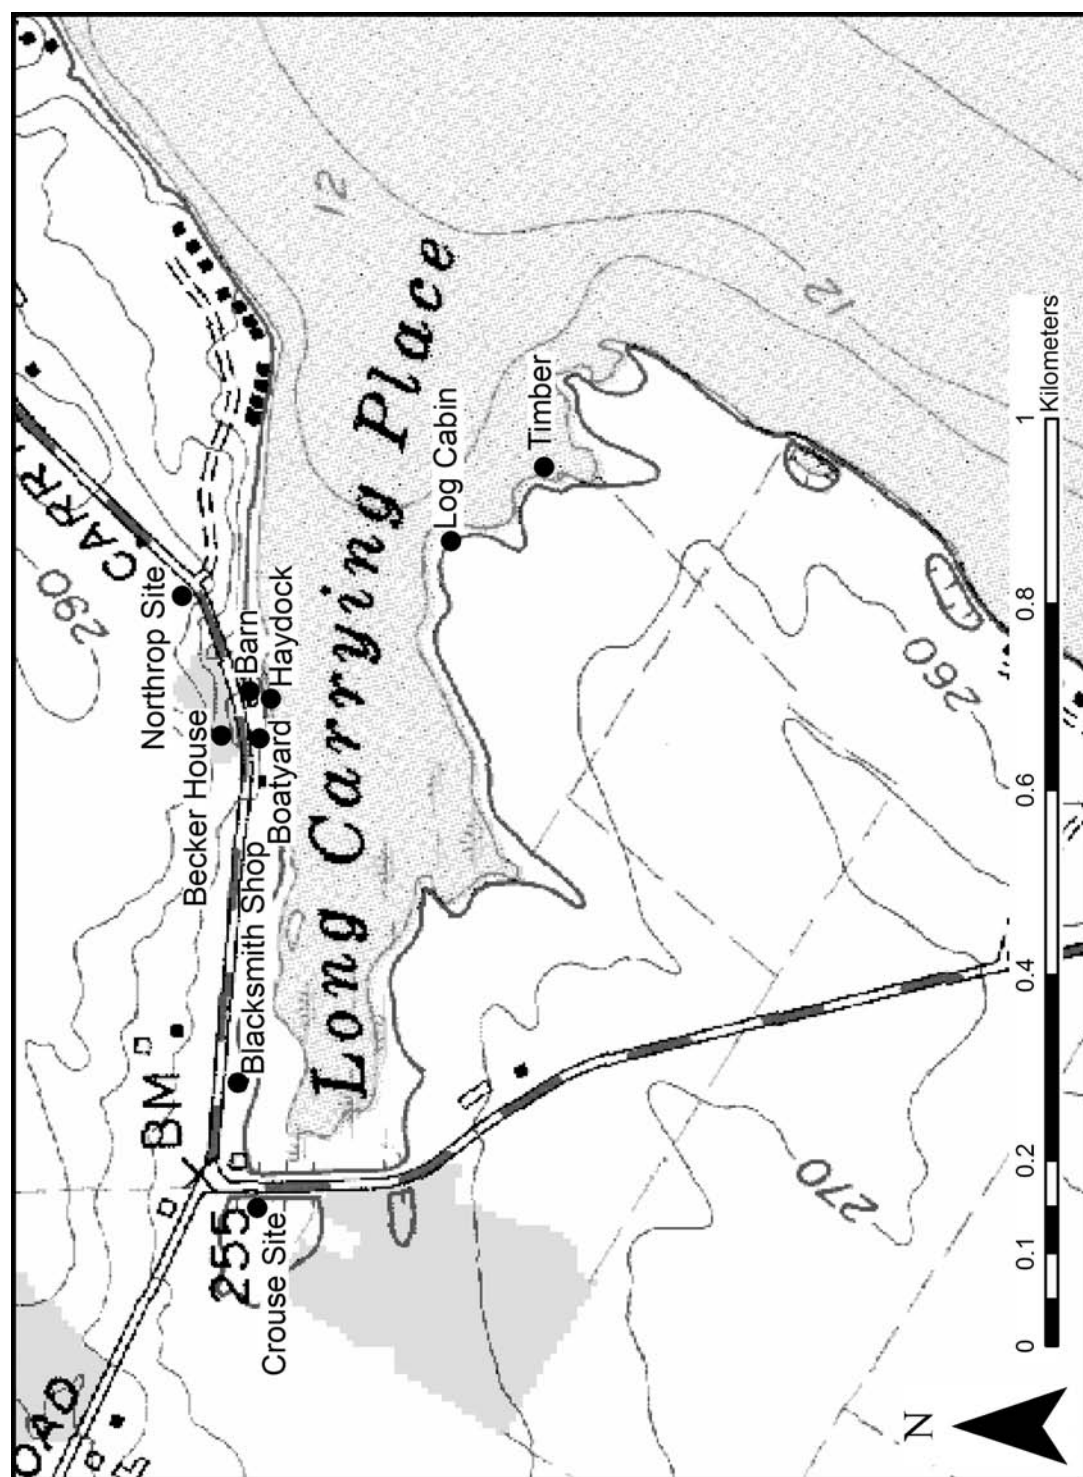 OAD
CARR
290
Northrop Site
BM
Becker House
255
Barn
Blacksmith Shop
Crouse Site
Boatyard
Haydock
12
Long Carrying Place
Log Cabin
Timber
12
270
260
N
0 0.1 0.2 0.4 0.6 0.8 1
Kilometers